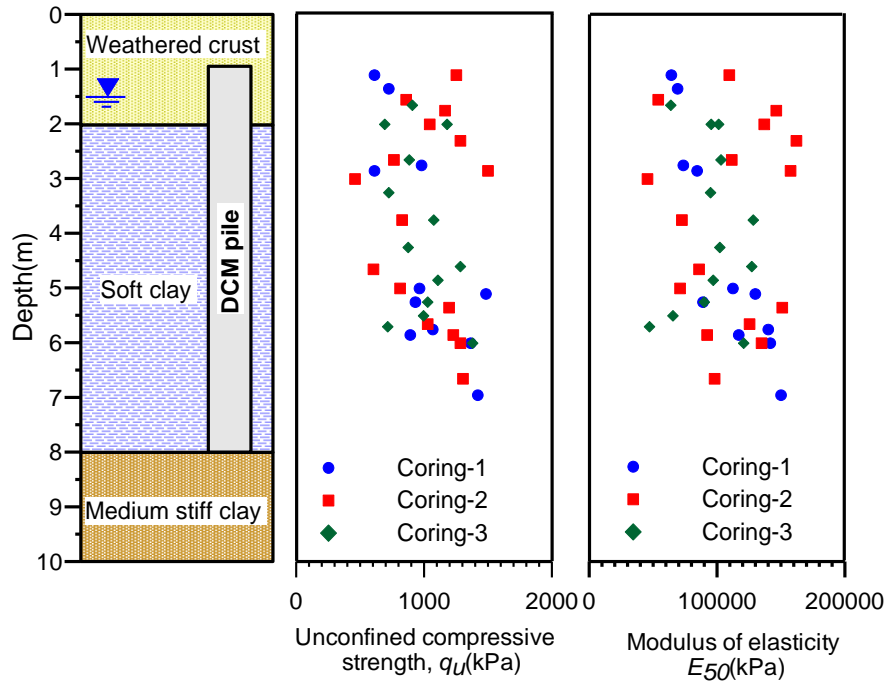 0
1
2
3
4
5
6
7
8
9
10
Depth(m)
Weathered crust
Soft clay
DCM pile
Medium stiff clay
Coring-1
Coring-2
Coring-3
0
1000
2000
Unconfined compressive
strength, qu(kPa)
Coring-1
Coring-2
Coring-3
0
100000
200000
Modulus of elasticity
E50(kPa)